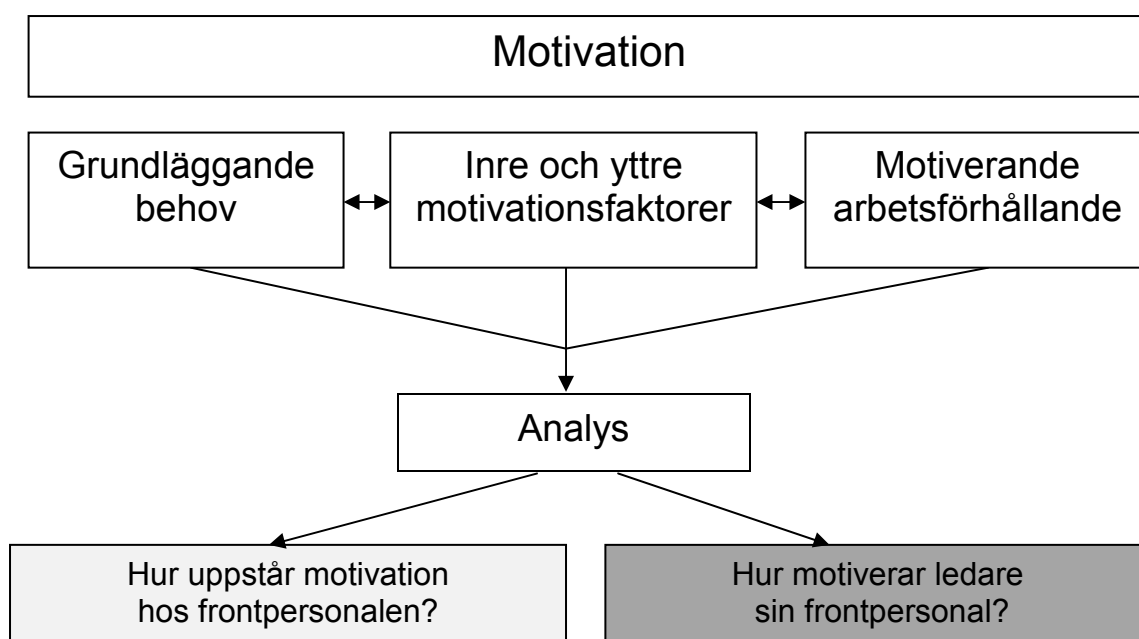 Motivation
Grundläggande
behov
Inre och yttre
motivationsfaktorer
Motiverande
arbetsförhållande
Analys
Hur uppstår motivation
hos frontpersonalen?
Hur motiverar ledare
sin frontpersonal?